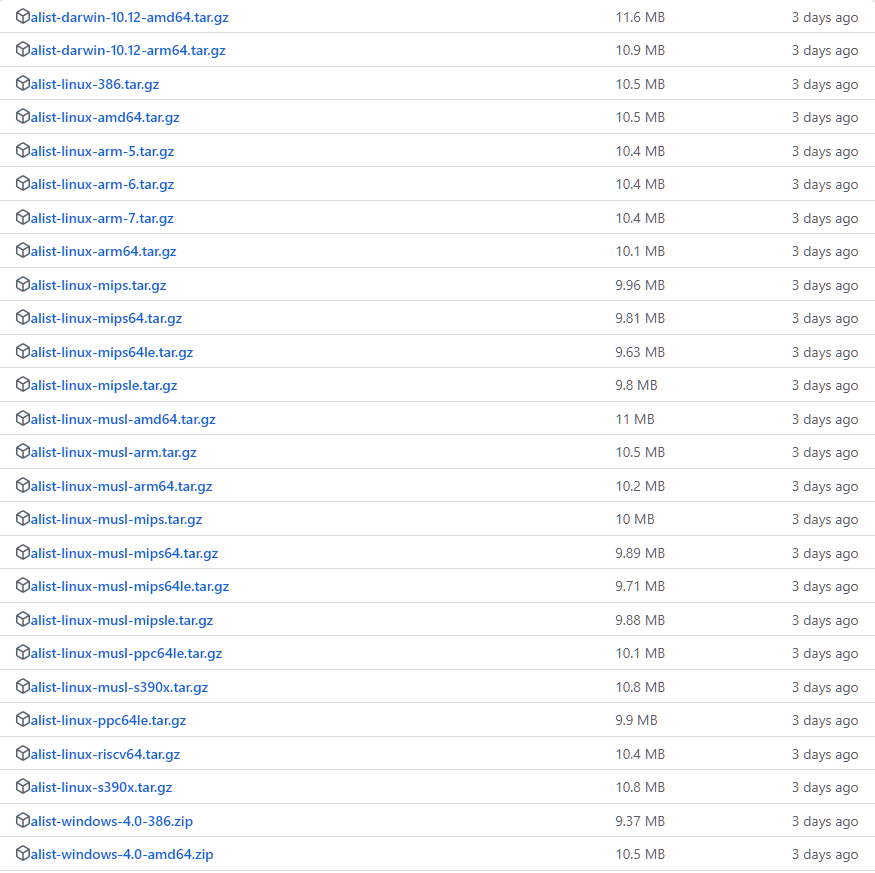 alist-darwin-10.12-amd64.tar.gz 11.6 MB 3 days ago
alist-darwin-10.12-arm64.tar.gz 10.9 MB 3 days ago
alist-linux-386.tar.gz 10.5 MB 3 days ago
alist-linux-amd64.tar.gz 10.5 MB 3 days ago
alist-linux-arm-5.tar.gz 10.4 MB 3 days ago
alist-linux-arm-6.tar.gz 10.4 MB 3 days ago
alist-linux-arm-7.tar.gz 10.4 MB 3 days ago
alist-linux-arm64.tar.gz 10.1 MB 3 days ago
alist-linux-mips.tar.gz 9.96 MB 3 days ago
alist-linux-mips64.tar.gz 9.81 MB 3 days ago
alist-linux-mips64le.tar.gz 9.63 MB 3 days ago
alist-linux-mipsle.tar.gz 9.8 MB 3 days ago
alist-linux-musl-amd64.tar.gz 11 MB 3 days ago
alist-linux-musl-arm.tar.gz 10.5 MB 3 days ago
alist-linux-musl-arm64.tar.gz 10.2 MB 3 days ago
alist-linux-musl-mips.tar.gz 10 MB 3 days ago
alist-linux-musl-mips64.tar.gz 9.89 MB 3 days ago
alist-linux-musl-mips64le.tar.gz 9.71 MB 3 days ago
alist-linux-musl-mipsle.tar.gz 9.88 MB 3 days ago
alist-linux-musl-ppc64le.tar.gz 10.1 MB 3 days ago
alist-linux-musl-s390x.tar.gz 10.8 MB 3 days ago
alist-linux-ppc64le.tar.gz 9.9 MB 3 days ago
alist-linux-riscv64.tar.gz 10.4 MB 3 days ago
alist-linux-s390x.tar.gz 10.8 MB 3 days ago
alist-windows-4.0-386.zip 9.37 MB 3 days ago
alist-windows-4.0-amd64.zip 10.5 MB 3 days ago